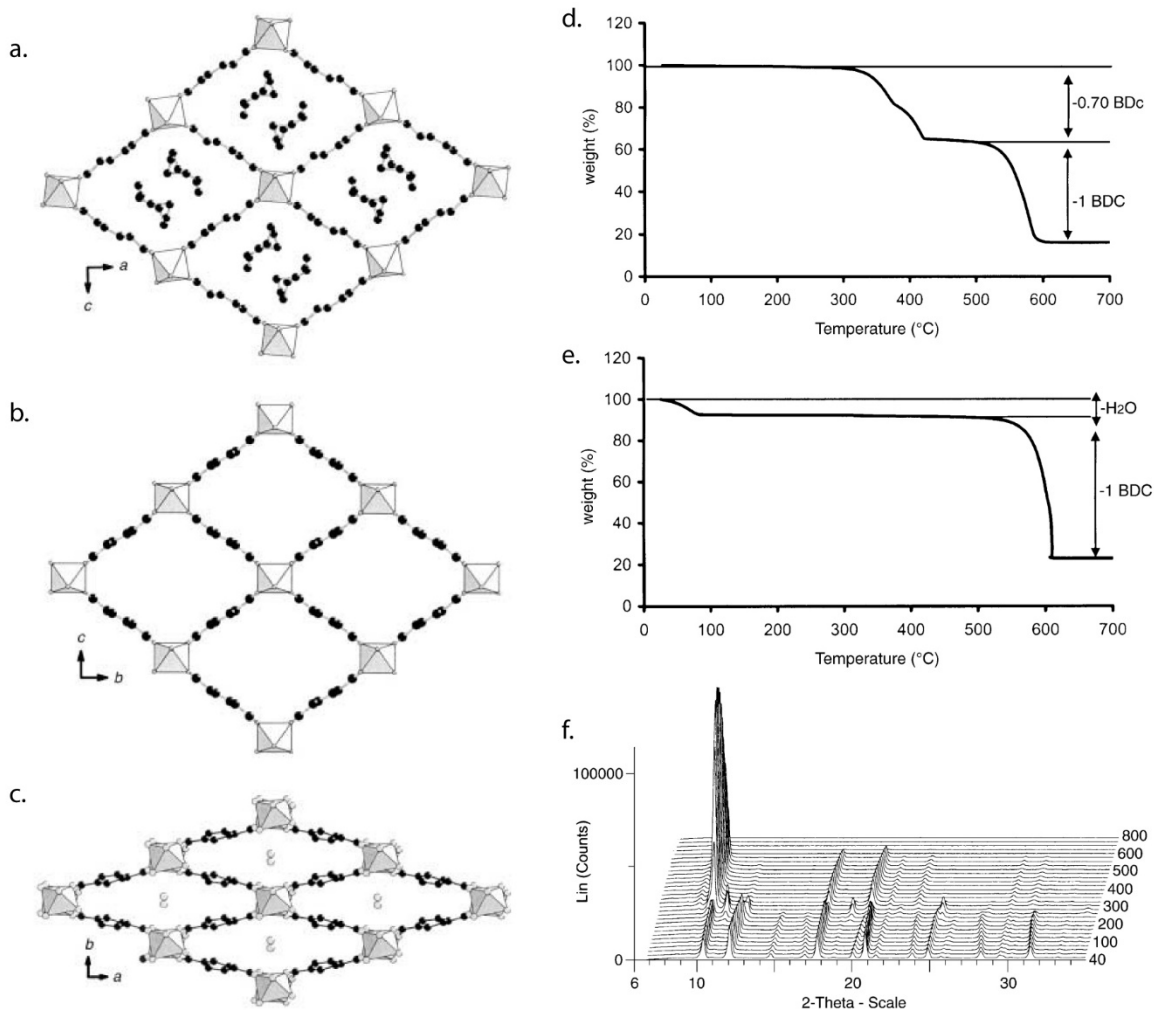 a.
a
c
b.
c
b
c.
b
a
d.
120
100
80
60
40
20
0
weight (%)
-0.70 BDc
-1 BDC
0 100 200 300 400 500 600 700
Temperature (°C)
e.
120
100
80
60
40
20
0
weight (%)
-H2O
-1 BDC
0 100 200 300 400 500 600 700
Temperature (°C)
f.
100000
0
Lin (Counts)
800
600
500
400
300
200
100
40
6 10 20 30
2-Theta - Scale